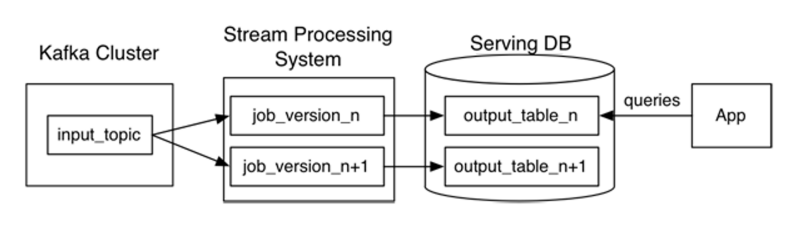 Kafka Cluster
Stream Processing
System
Serving DB
input_topic
job_version_n
job_version_n+1
output_table_n
output_table_n+1
queries
App